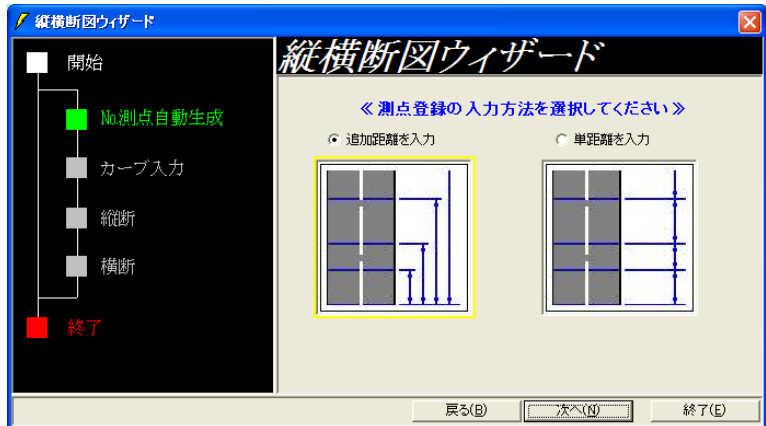 縦横断図ウィザード
縦横断図ウィザード
開始
No.測点自動生成
カーブ入力
縦断
横断
終了
≪ 測点登録の入力方法を選択してください ≫
追加距離を入力
単距離を入力
戻る(B)
次へ(N)
終了(E)